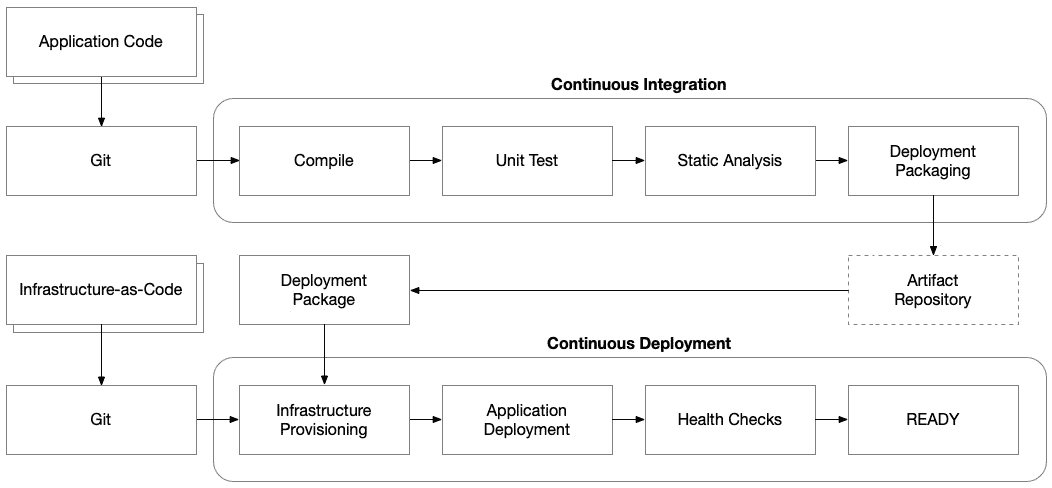 Application Code
Continuous Integration
Git
Compile
Unit Test
Static Analysis
Deployment
Packaging
Infrastructure-as-Code
Deployment
Package
Artifact
Repository
Continuous Deployment
Git
Infrastructure
Provisioning
Application
Deployment
Health Checks
READY